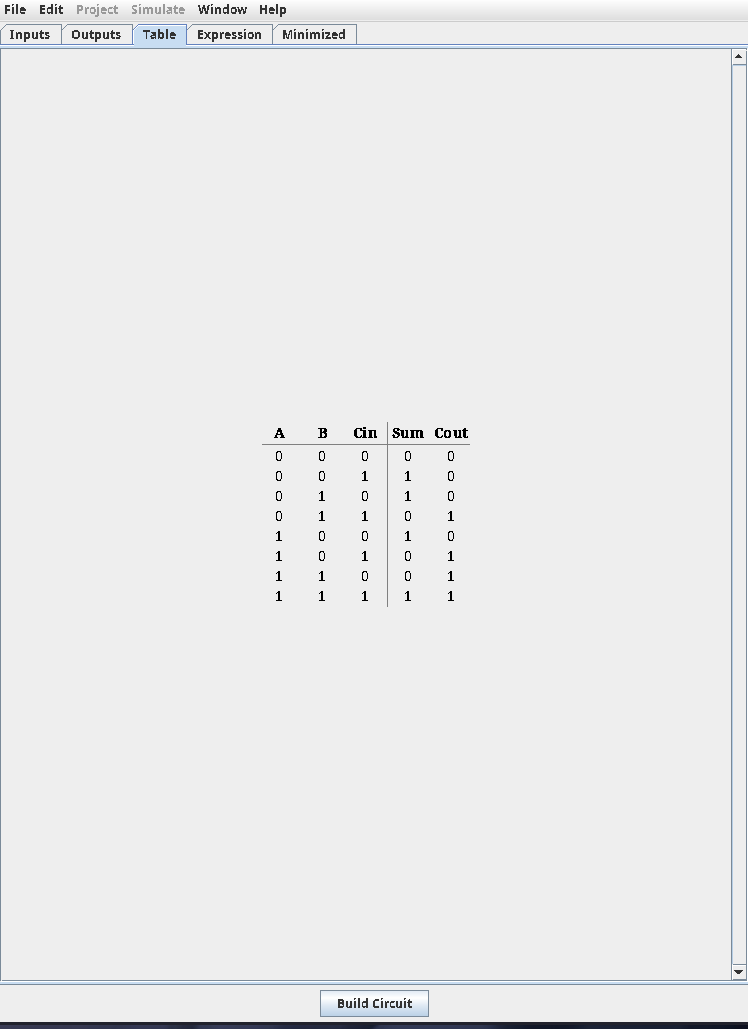 File Edit Project Simulate Window Help
Inputs Outputs Table Expression Minimized
A B Cin Sum Cout
0 0 0 0 0
0 0 1 1 0
0 1 0 1 0
0 1 1 0 1
1 0 0 1 0
1 0 1 0 1
1 1 0 0 1
1 1 1 1 1
Build Circuit